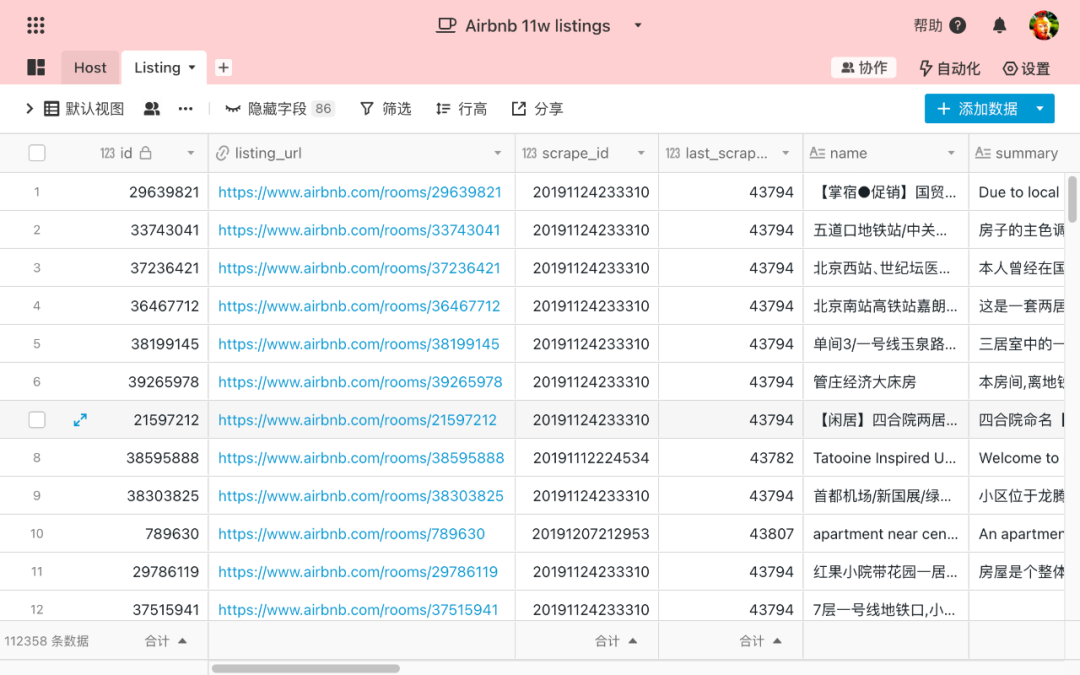 Airbnb 11w listings
帮助
Host
Listing
协作
自动化
设置
默认视图
隐藏字段 86
筛选
行高
分享
添加数据
123 id
listing_url
123 scrape_id
123 last_scrap...
name
summary
1 29639821 https://www.airbnb.com/rooms/29639821 20191124233310 43794 【掌宿●促销】国贸... Due to local
2 33743041 https://www.airbnb.com/rooms/33743041 20191124233310 43794 五道口地铁站/中关... 房子的主色调
3 37236421 https://www.airbnb.com/rooms/37236421 20191124233310 43794 北京西站、世纪坛医... 本人曾经在国
4 36467712 https://www.airbnb.com/rooms/36467712 20191124233310 43794 北京南站高铁站嘉朗... 这是一套两居
5 38199145 https://www.airbnb.com/rooms/38199145 20191124233310 43794 单间3/一号线玉泉路... 三居室中的一
6 39265978 https://www.airbnb.com/rooms/39265978 20191124233310 43794 管庄经济大床房 本房间,离地铁
21597212 https://www.airbnb.com/rooms/21597212 20191124233310 43794 【闲居】四合院两居... 四合院命名
8 38595888 https://www.airbnb.com/rooms/38595888 20191112224534 43782 Tatooine Inspired U... Welcome to
9 38303825 https://www.airbnb.com/rooms/38303825 20191124233310 43794 首都机场/新国展/绿... 小区位于龙腾
10 789630 https://www.airbnb.com/rooms/789630 20191207212953 43807 apartment near cen... An apartmen
11 29786119 https://www.airbnb.com/rooms/29786119 20191124233310 43794 红果小院带花园一居... 房屋是个整体
12 37515941 https://www.airbnb.com/rooms/37515941 20191124233310 43794 7层一号线地铁口,小...
112358 条数据 合计 合计 合计